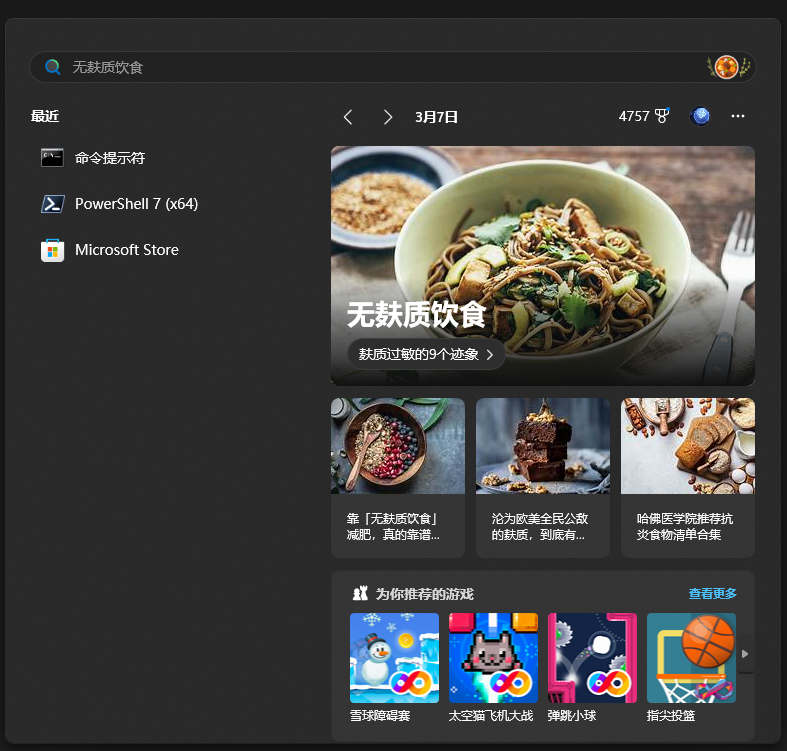 无麸质饮食
最近
命令提示符
PowerShell 7 (x64)
Microsoft Store
3月7日
4757
无麸质饮食
麸质过敏的9个迹象
靠「无麸质饮食」
减肥，真的靠谱...
沦为欧美全民公敌
的麸质，到底有...
哈佛医学院推荐抗
炎食物清单合集
为你推荐的游戏
查看更多
雪球障碍赛
太空猫飞机大战
弹跳小球
指尖投篮